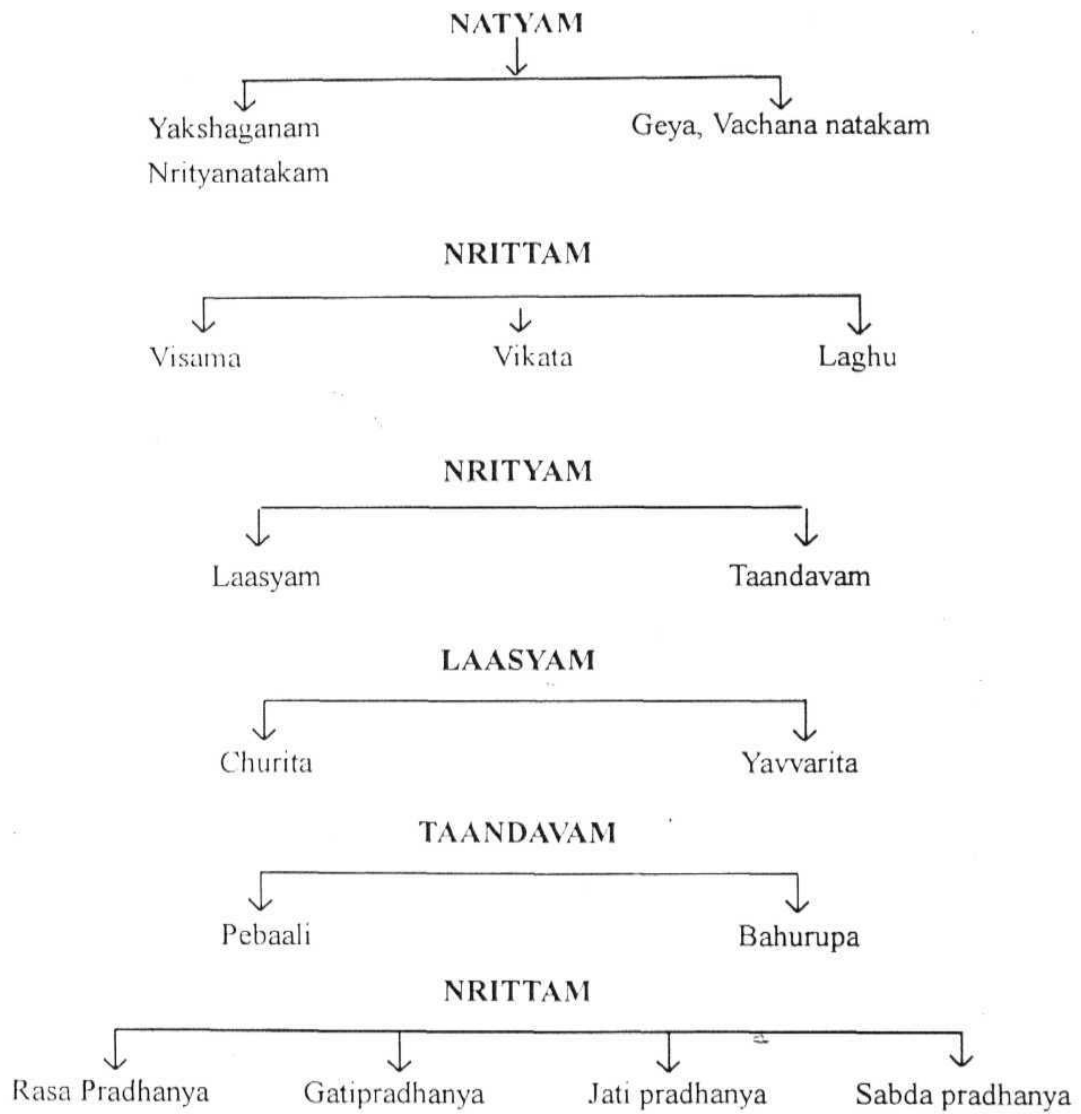 NATYAM
Yakshaganam
Geya, Vachana natakam
Nrityanatakam
NRITTAM
Visama Vikata Laghu
NRITYAM
Laasyam Taandavam
LAASYAM
Churita Yavvarita
TAANDAVAM
Pebaali Bahurupa
NRITTAM
Rasa Pradhanya Gatipradhanya Jati pradhanya Sabda pradhanya